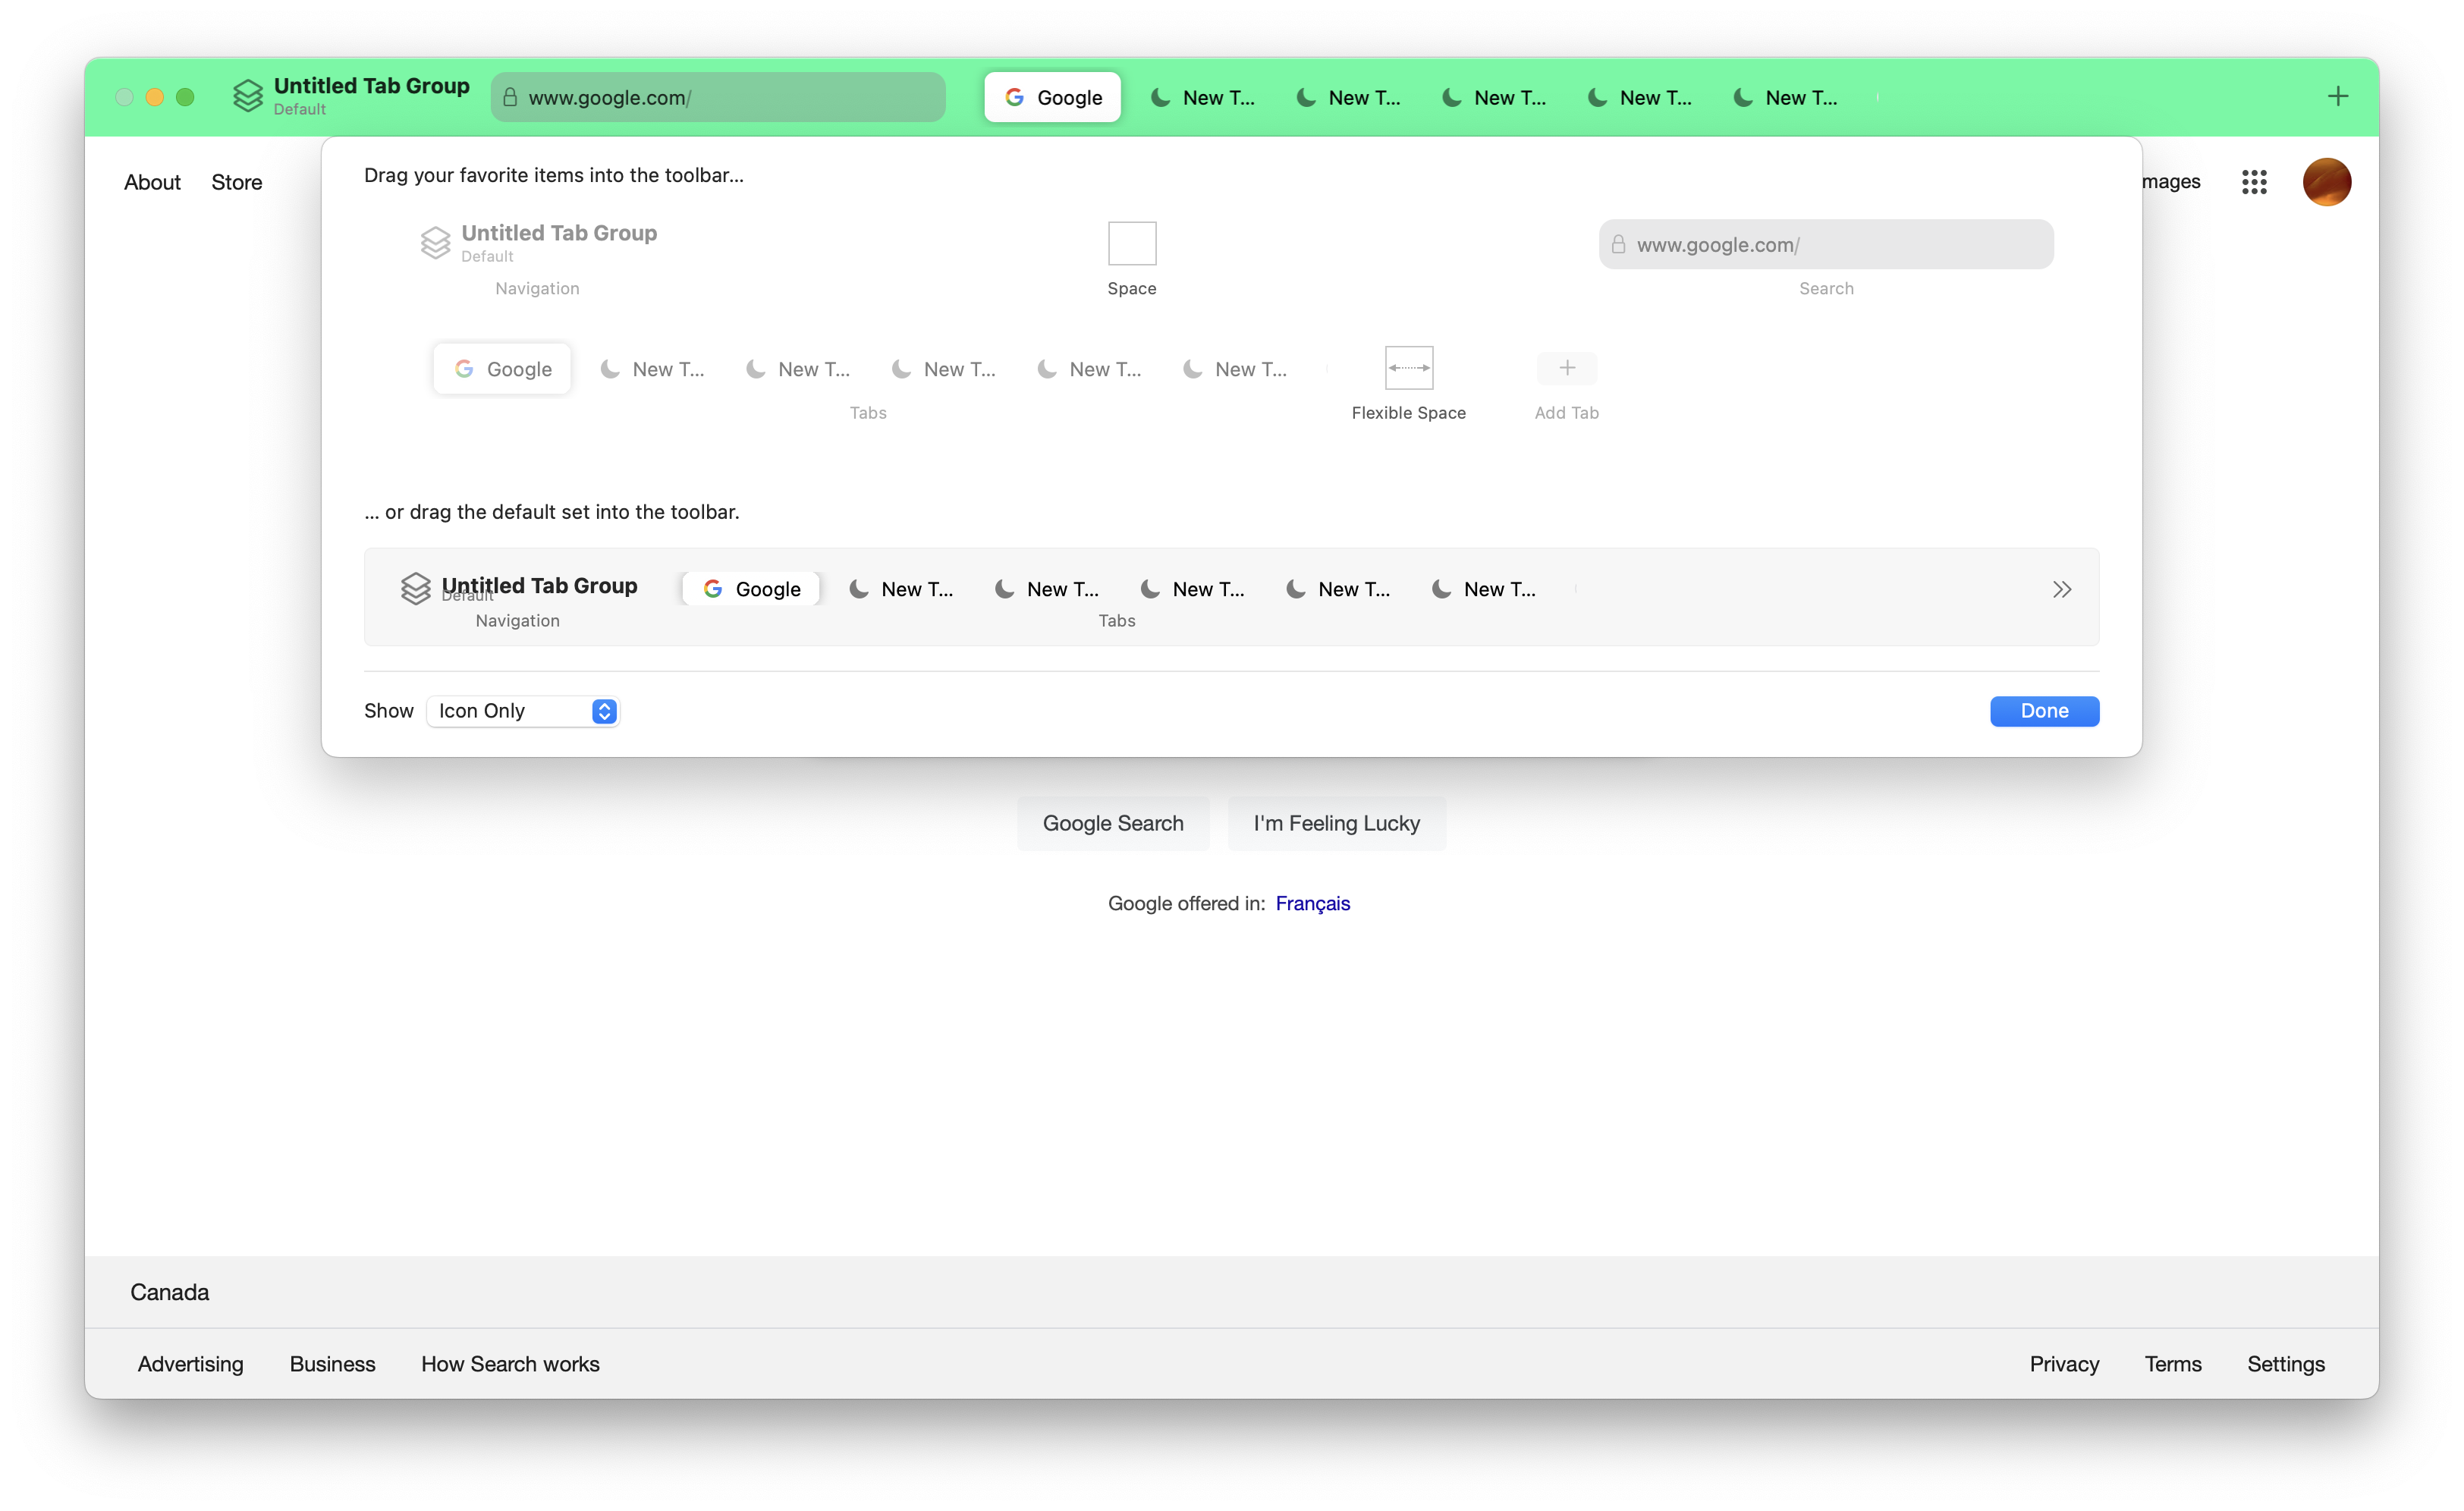 Untitled Tab Group
Default
www.google.com/
Google
New T...
New T...
New T...
New T...
New T...
About
Store
mages
Drag your favorite items into the toolbar...
Untitled Tab Group
Default
Navigation
Space
www.google.com/
Search
Google
New T...
New T...
New T...
New T...
New T...
Tabs
Flexible Space
Add Tab
... or drag the default set into the toolbar.
Untitled Tab Group
Default
Navigation
Google
New T...
New T...
New T...
New T...
New T...
Tabs
Show
Icon Only
Done
Google Search
I'm Feeling Lucky
Google offered in: Français
Canada
Advertising
Business
How Search works
Privacy
Terms
Settings